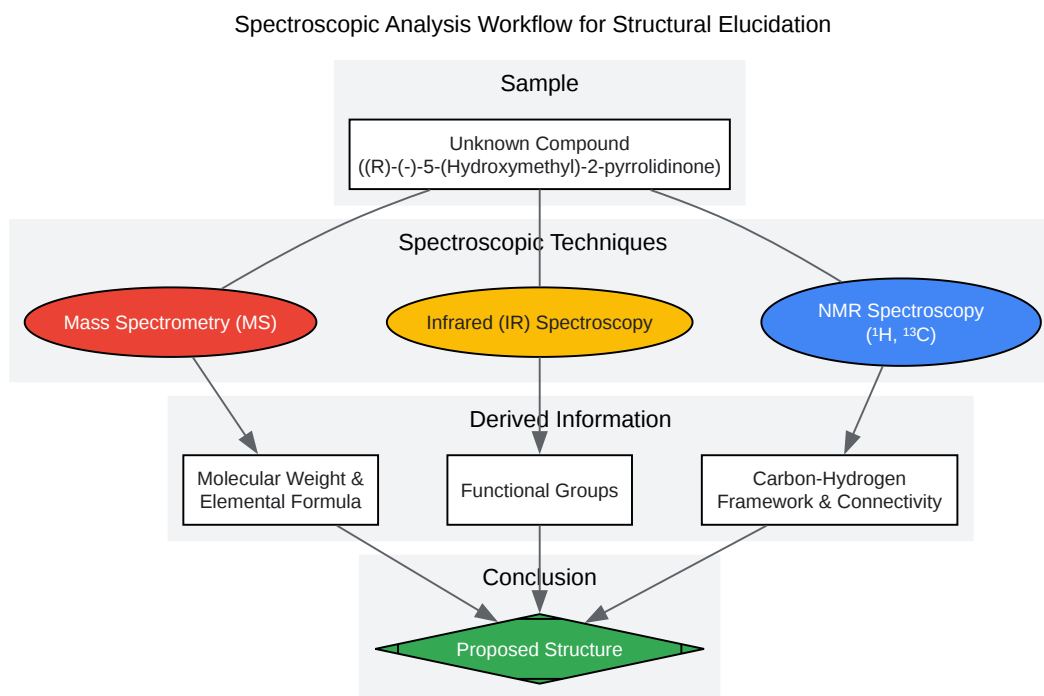 Spectroscopic Analysis Workflow for Structural Elucidation
Sample
Unknown Compound
((R)-(-)-5-(Hydroxymethyl)-2-pyrrolidinone)
Spectroscopic Techniques
Mass Spectrometry (MS)
Infrared (IR) Spectroscopy
NMR Spectroscopy
(¹H, ¹³C)
Derived Information
Molecular Weight &
Elemental Formula
Functional Groups
Carbon-Hydrogen
Framework & Connectivity
Conclusion
Proposed Structure